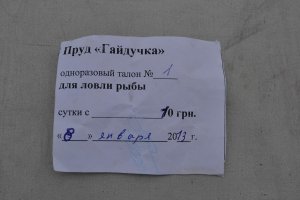 Пруд «Гайдучка»
одноразовый талон № 1
для ловли рыбы
сутки с 10 грн.
«8» января 2013 г.